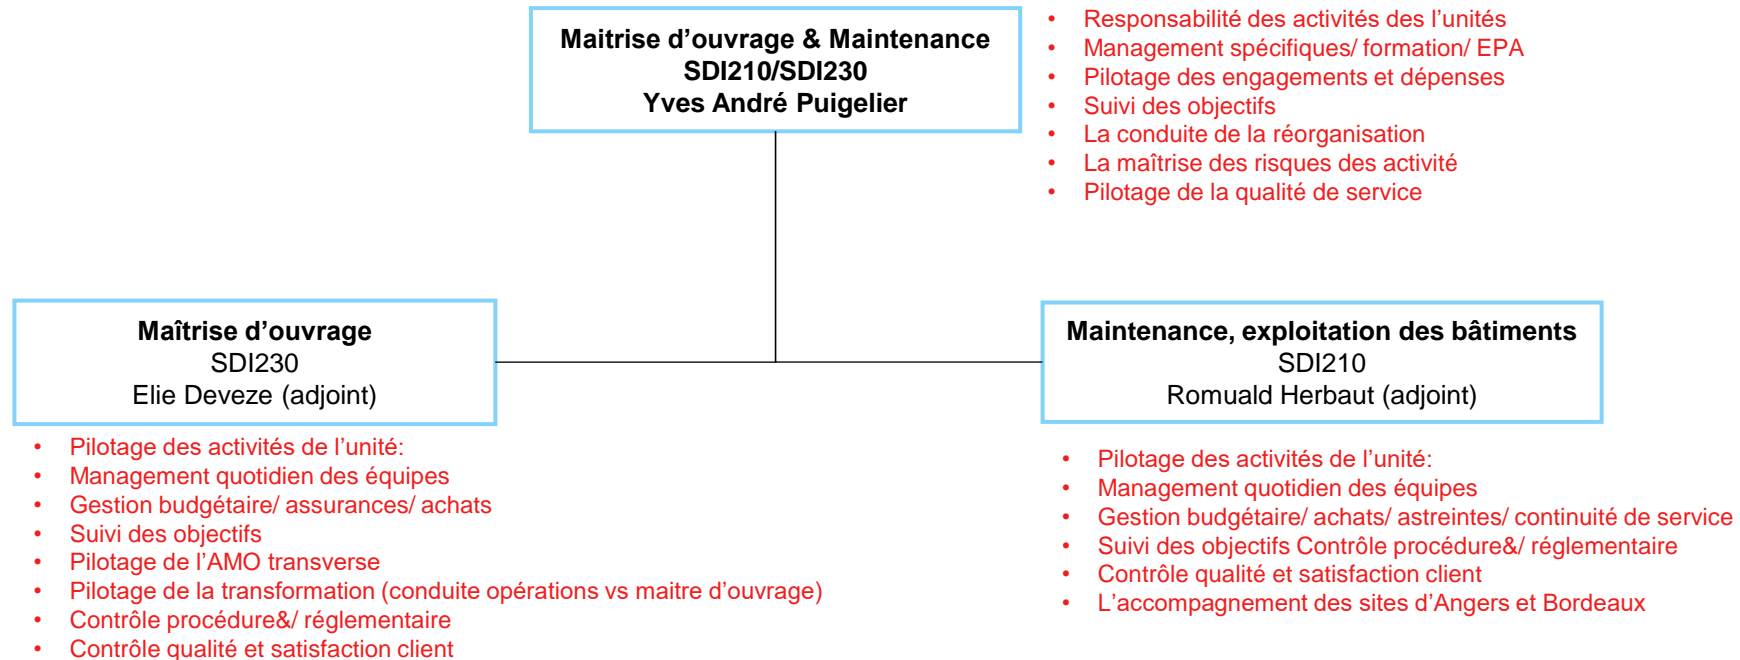 Maitrise d’ouvrage & Maintenance
SDI210/SDI230
Yves André Puigelier
• Responsabilité des activités des l’unités
• Management spécifiques/ formation/ EPA
• Pilotage des engagements et dépenses
• Suivi des objectifs
• La conduite de la réorganisation
• La maîtrise des risques des activité
• Pilotage de la qualité de service
Maîtrise d’ouvrage
SDI230
Elie Deveze (adjoint)
• Pilotage des activités de l’unité:
• Management quotidien des équipes
• Gestion budgétaire/ assurances/ achats
• Suivi des objectifs
• Pilotage de l’AMO transverse
• Pilotage de la transformation (conduite opérations vs maitre d’ouvrage)
• Contrôle procédure&/ réglementaire
• Contrôle qualité et satisfaction client
Maintenance, exploitation des bâtiments
SDI210
Romuald Herbaut (adjoint)
• Pilotage des activités de l’unité:
• Management quotidien des équipes
• Gestion budgétaire/ achats/ astreintes/ continuité de service
• Suivi des objectifs Contrôle procédure&/ réglementaire
• Contrôle qualité et satisfaction client
• L’accompagnement des sites d’Angers et Bordeaux